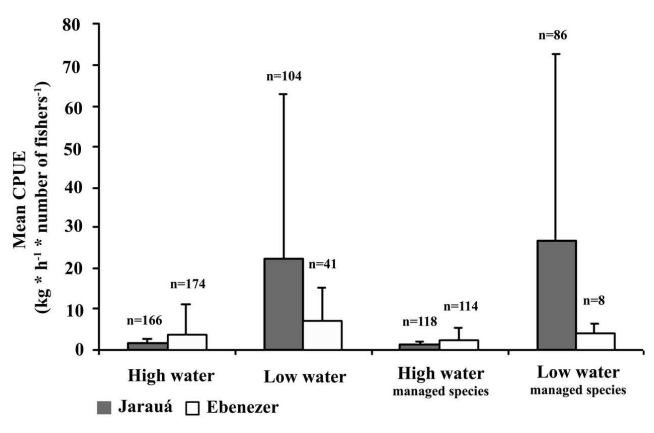 Mean CPUE
(kg * h⁻¹ * number of fishers⁻¹)
80
70
60
50
40
30
20
10
0
n=166
n=174
n=104
n=41
n=118
n=114
n=86
n=8
High water
Low water
High water
managed species
Low water
managed species
Jarauá
Ebenezer